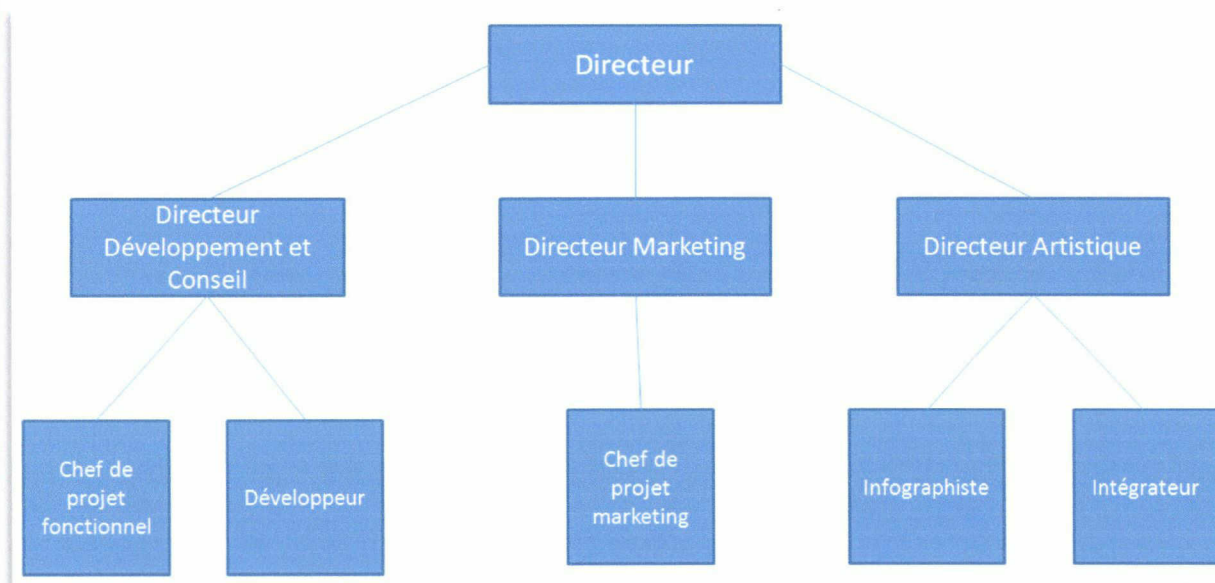 Directeur
Directeur
Développement et
Conseil
Directeur Marketing
Directeur Artistique
Chef de
projet
fonctionnel
Développeur
Chef de
projet
marketing
Infographiste
Intégrateur